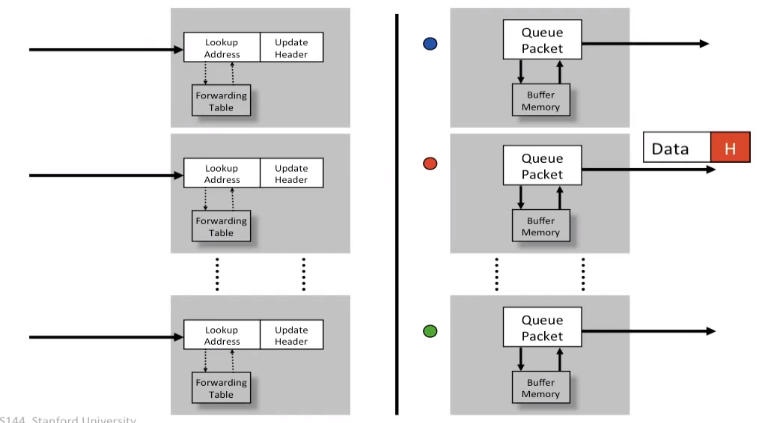 Lookup Address
Update Header
Forwarding Table
Queue Packet
Buffer Memory
Lookup Address
Update Header
Forwarding Table
Queue Packet
Buffer Memory
Data H
Lookup Address
Update Header
Forwarding Table
Queue Packet
Buffer Memory
S144, Stanford University